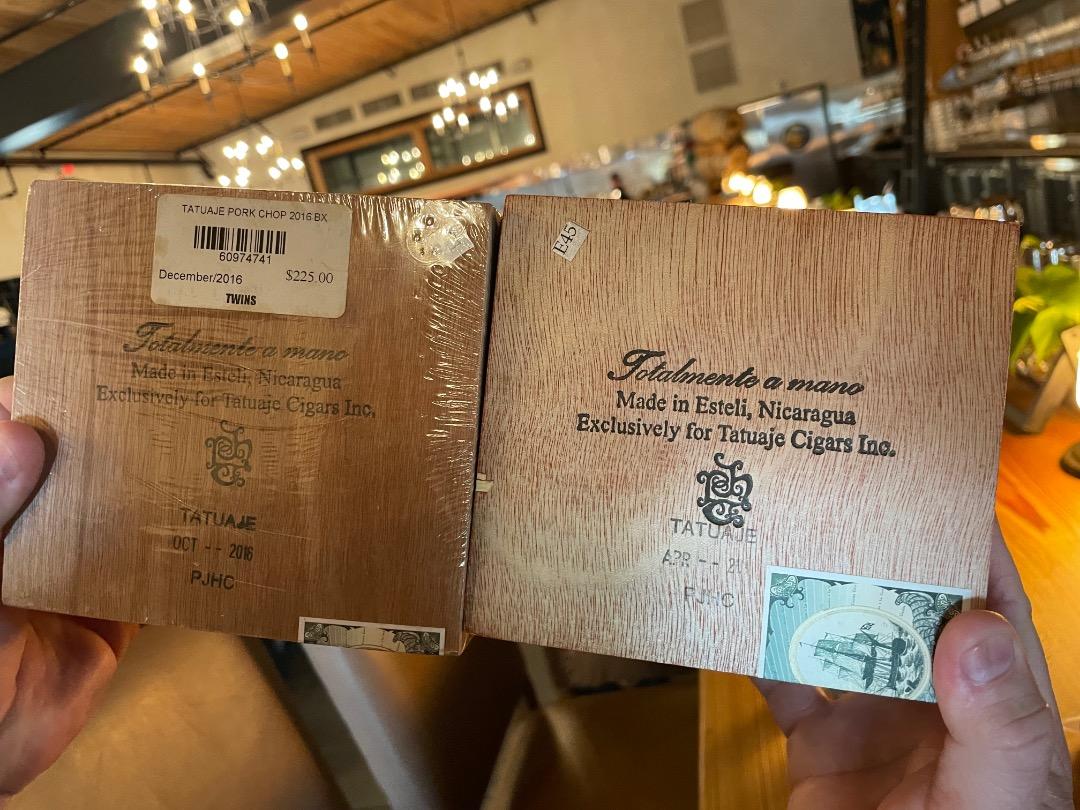 TATUAJE PORK CHOP 2016 BX
60974741
December/2016 $225.00
TWINS
Totalmente a mano
Made in Esteli, Nicaragua
Exclusively for Tatuaje Cigars Inc.
TATUAJE
OCT -- 2016
PJHC
E45
Totalmente a mano
Made in Esteli, Nicaragua
Exclusively for Tatuaje Cigars Inc.
TATUAJE
APR -- 21
PJHC